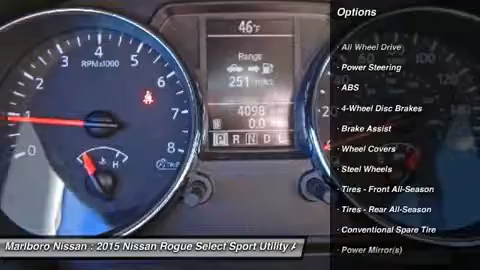 Options
· All Wheel Drive
· Power Steering
· ABS
· 4-Wheel Disc Brakes
· Brake Assist
· Wheel Covers
· Steel Wheels
· Tires - Front All-Season
· Tires - Rear All-Season
· Conventional Spare Tire
· Power Mirror(s)
46°F
Range
251 miles
4098
0.0
P R N D L
RPMx1000
0
1
2
3
4
5
6
7
8
C H
Marlboro Nissan : 2015 Nissan Rogue Select Sport Utility